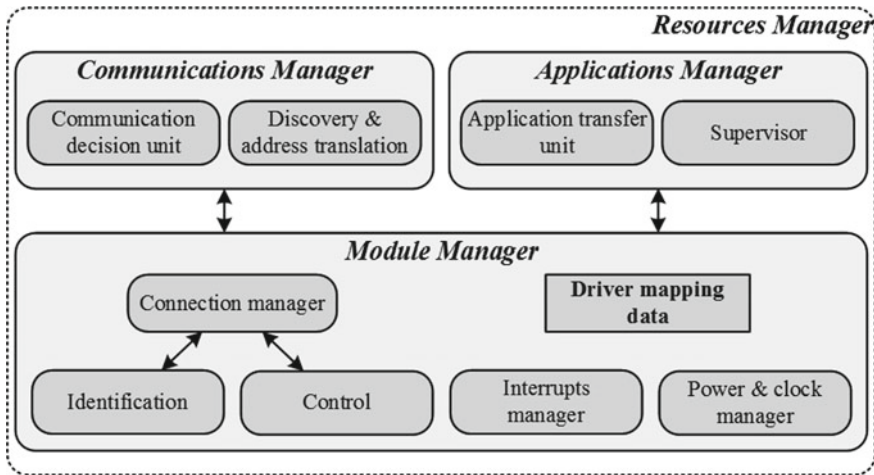 Resources Manager
Communications Manager
Communication
decision unit
Discovery &
address translation
Applications Manager
Application transfer
unit
Supervisor
Module Manager
Connection manager
Driver mapping
data
Identification
Control
Interrupts
manager
Power & clock
manager